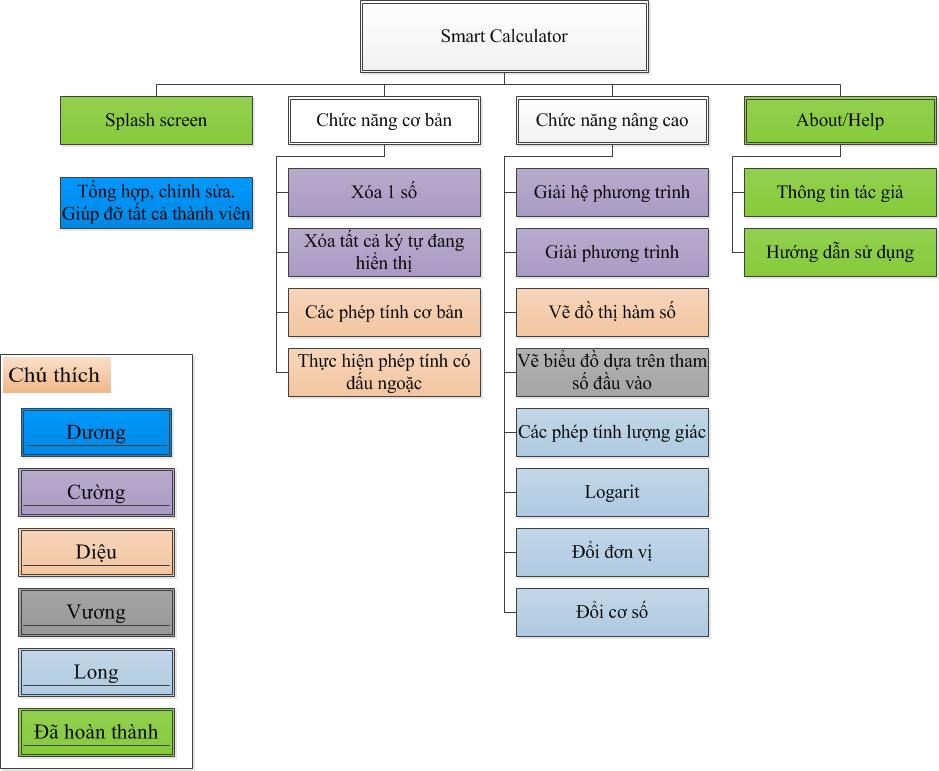 Smart Calculator
Splash screen
Chức năng cơ bản
Chức năng nâng cao
About/Help
Tổng hợp, chỉnh sửa.
Giúp đỡ tất cả thành viên
Xóa 1 số
Xóa tất cả ký tự đang
hiển thị
Các phép tính cơ bản
Thực hiện phép tính có
dấu ngoặc
Giải hệ phương trình
Giải phương trình
Vẽ đồ thị hàm số
Vẽ biểu đồ dựa trên tham
số đầu vào
Các phép tính lượng giác
Logarit
Đổi đơn vị
Đổi cơ số
Thông tin tác giả
Hướng dẫn sử dụng
Chú thích
Dương
Cường
Diệu
Vương
Long
Đã hoàn thành